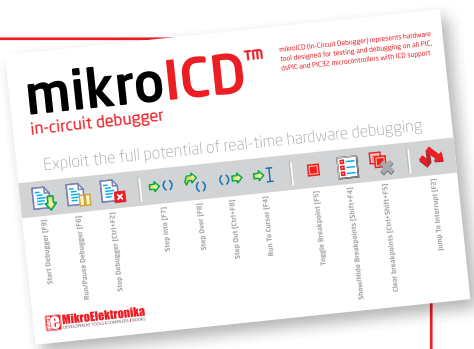 mikroICD™
in-circuit debugger
mikroICD (In-Circuit Debugger) represents hardware
tool designed for testing and debugging on all PIC,
dsPIC and PIC32 microcontrollers with ICD support
Exploit the full potential of real-time hardware debugging
Start Debugger [F9]
Run/Pause Debugger [F6]
Stop Debugger [Ctrl+F2]
Step Into [F7]
Step Over [F8]
Step Out [Ctrl+F8]
Run To Cursor [F4]
Toggle Breakpoint [F5]
Show/Hide Breakpoints [Shift+F4]
Clear breakpoints [Ctrl+Shift+F5]
Jump To Interrupt [F2]
MikroElektronika
DEVELOPMENT TOOLS | COMPILERS | BOOKS